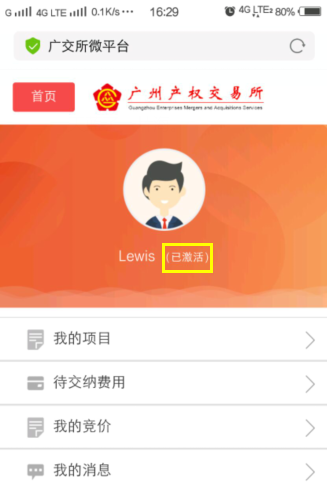 G 4G LTE 0.1K/s ··· 16:29 4G LTE2 80%
广交所微平台
首页 广州产权交易所
Guangzhou Enterprises Mergers and Acquisitions Services
Lewis (已激活)
我的项目
待交纳费用
我的竞价
我的消息